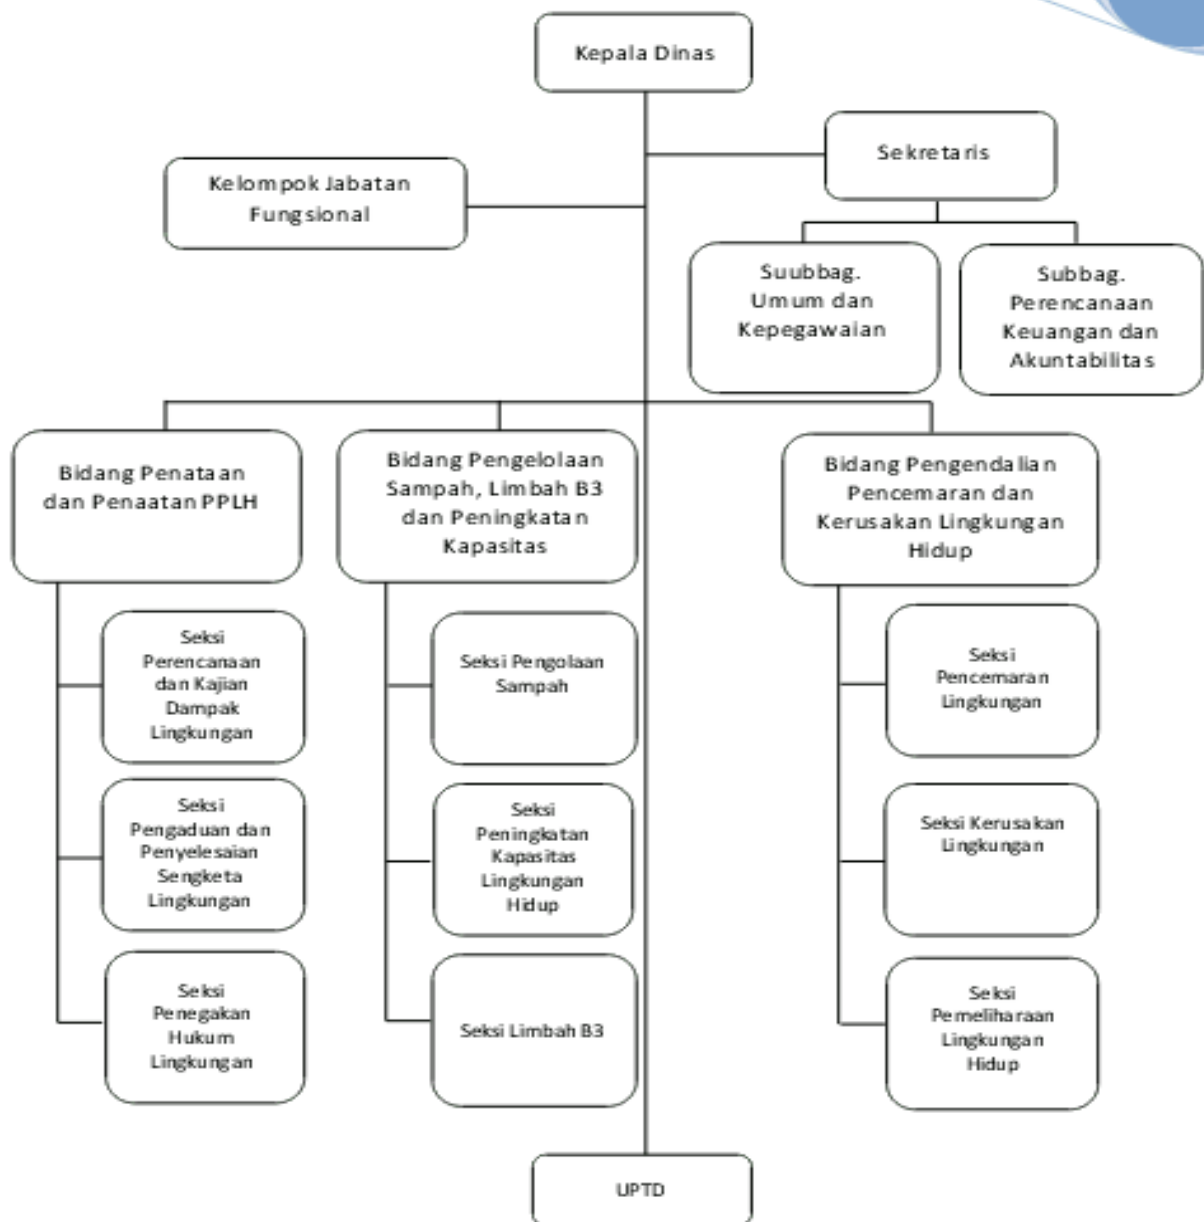 Kepala Dinas
Sekretaris
Kelompok Jabatan
Fungsional
Suubbag.
Umum dan
Kepegawaian
Subbag.
Perencanaan
Keuangan dan
Akuntabilitas
Bidang Penataan
dan Penaatan PPLH
Bidang Pengelolaan
Sampah, Limbah B3
dan Peningkatan
Kapasitas
Bidang Pengendalian
Pencemaran dan
Kerusakan Lingkungan
Hidup
Seksi
Perencanaan
dan Kajian
Dampak
Lingkungan
Seksi Pengolaan
Sampah
Seksi
Pencemaran
Lingkungan
Seksi
Pengaduan dan
Penyelesaian
Sengketa
Lingkungan
Seksi
Peningkatan
Kapasitas
Lingkungan
Hidup
Seksi Kerusakan
Lingkungan
Seksi
Penegakan
Hukum
Lingkungan
Seksi Limbah B3
Seksi
Pemeliharaan
Lingkungan
Hidup
UPTD